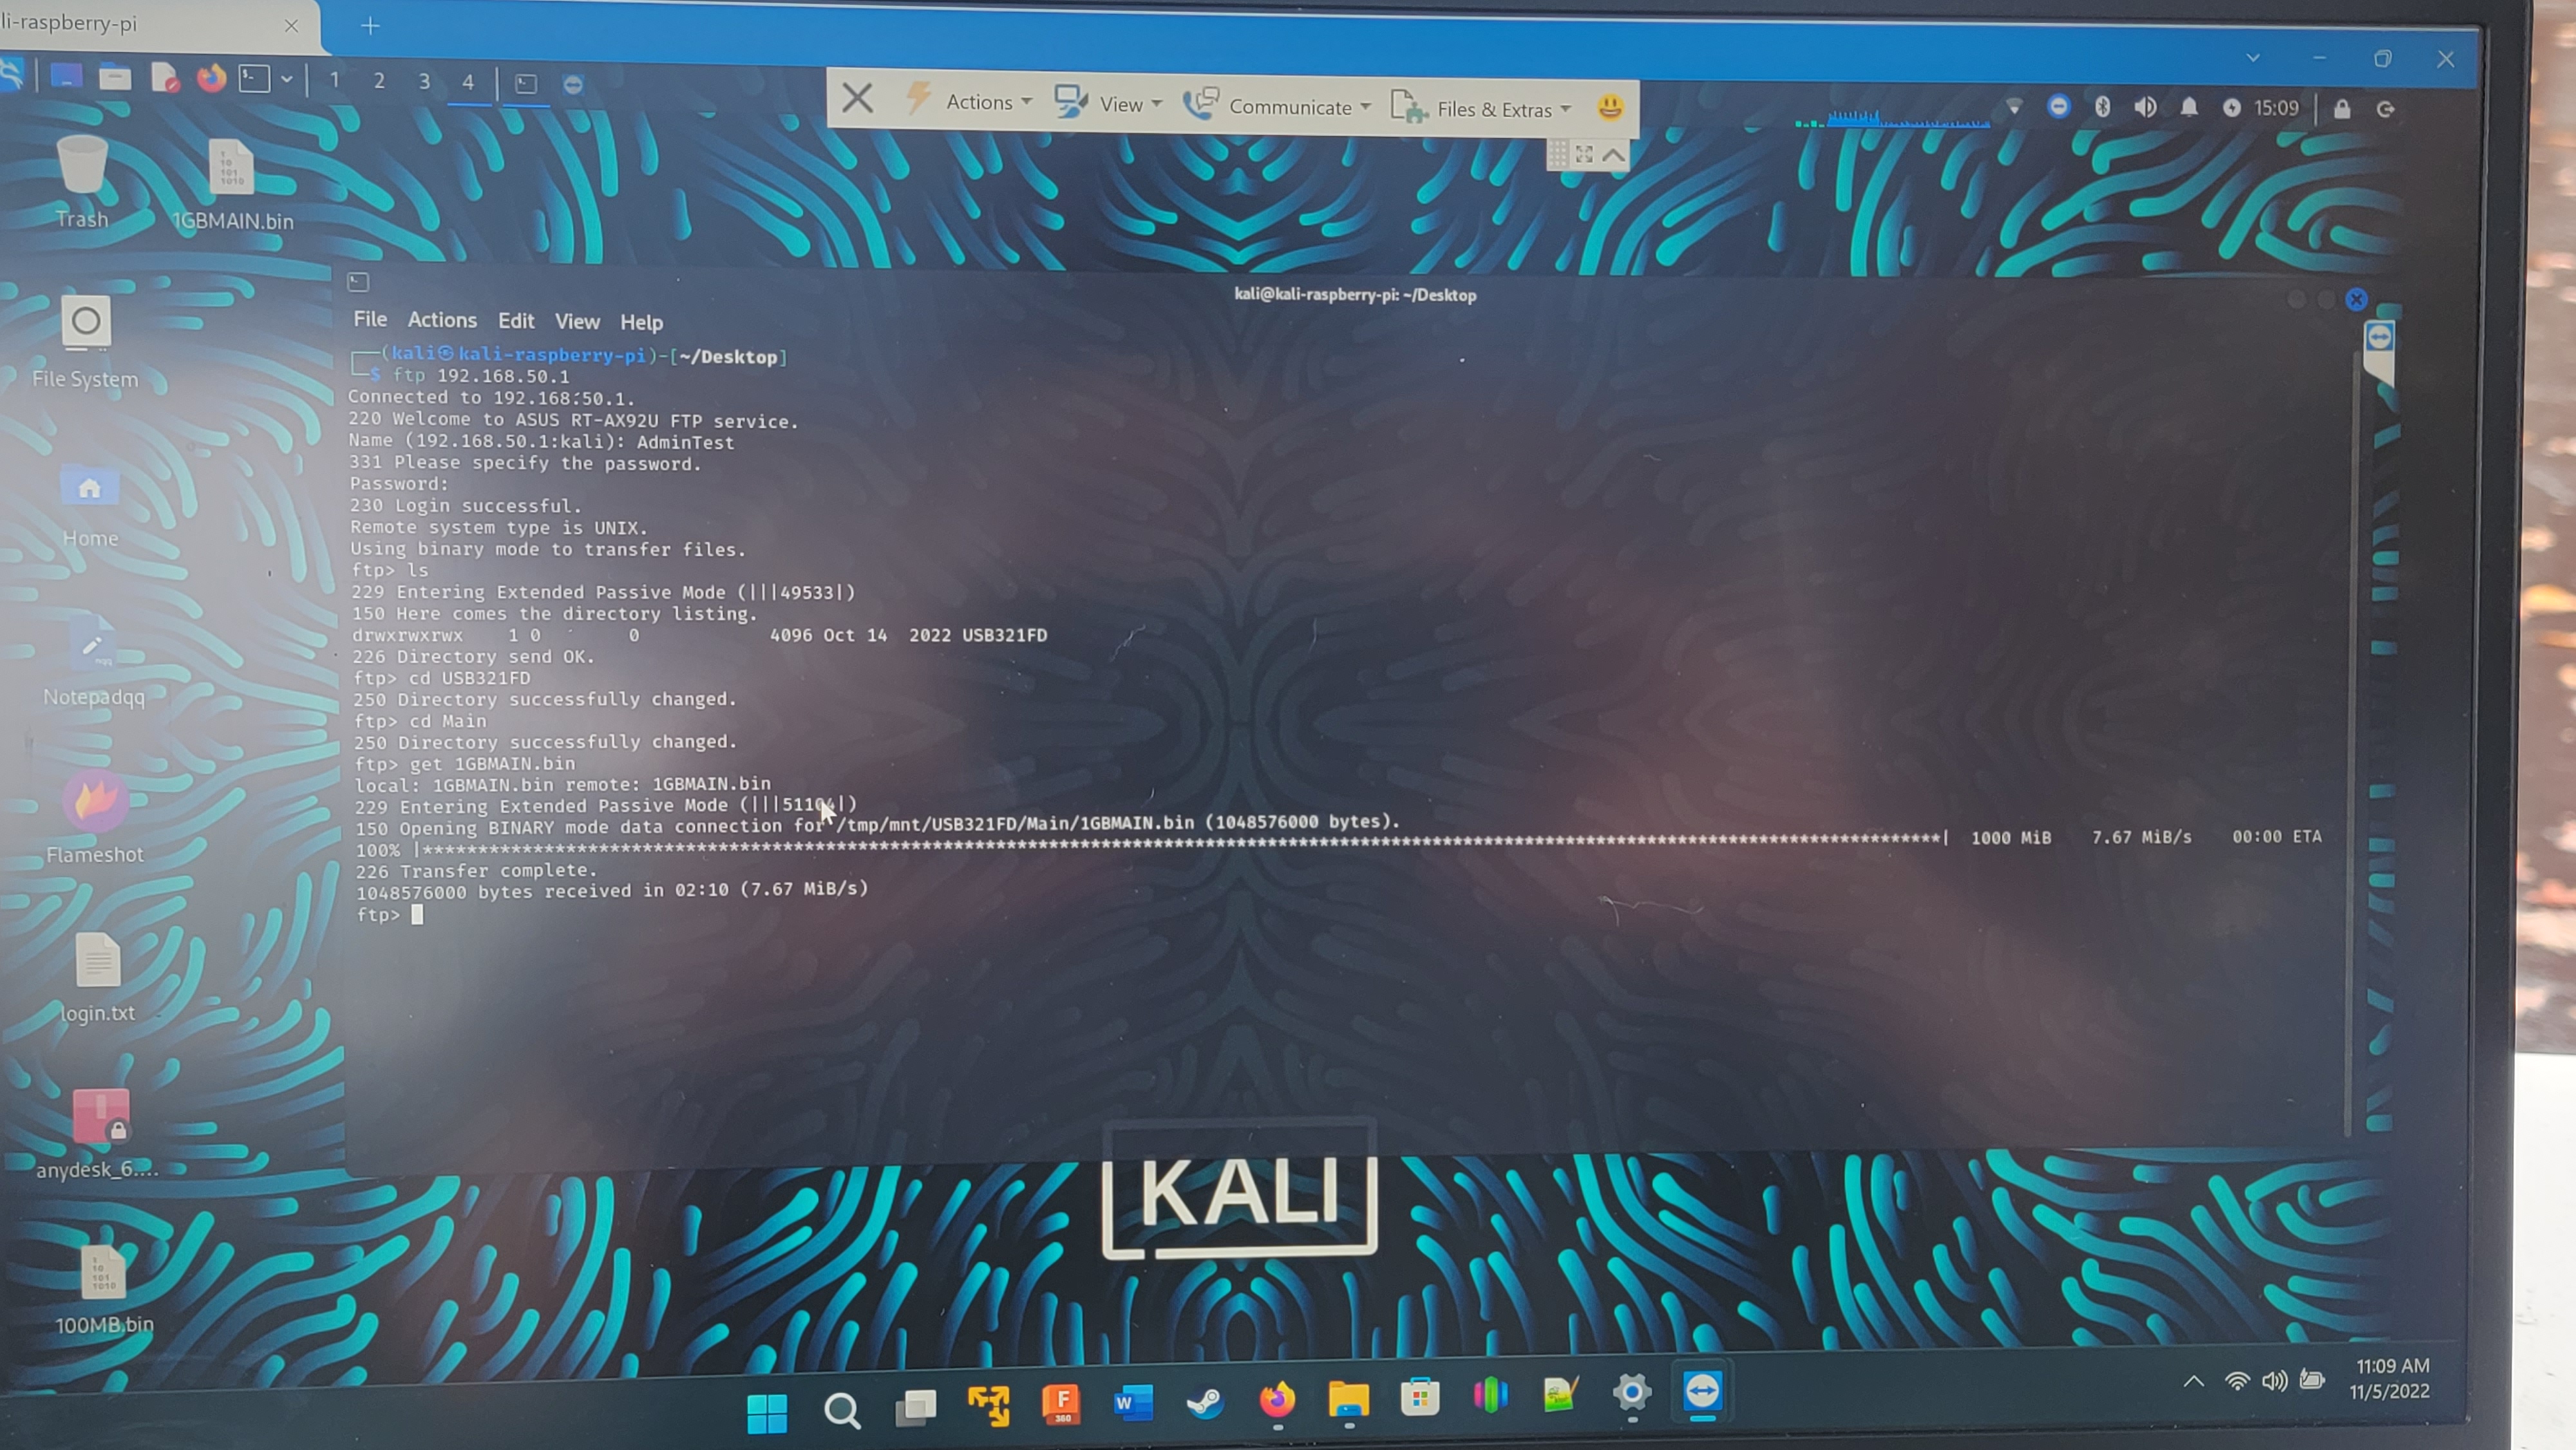 li-raspberry-pi
1 2 3 4
Actions View Communicate Files & Extras
15:09
Trash
1GBMAIN.bin
File System
Home
Notepadqq
Flameshot
login.txt
anydesk_6....
100MB.bin
kali@kali-raspberry-pi: ~/Desktop
File Actions Edit View Help
(kali㉿kali-raspberry-pi)-[~/Desktop]
$ ftp 192.168.50.1
Connected to 192.168.50.1.
220 Welcome to ASUS RT-AX92U FTP service.
Name (192.168.50.1:kali): AdminTest
331 Please specify the password.
Password:
230 Login successful.
Remote system type is UNIX.
Using binary mode to transfer files.
ftp> ls
229 Entering Extended Passive Mode (|||49533|)
150 Here comes the directory listing.
drwxrwxrwx 1 0 0 4096 Oct 14 2022 USB321FD
226 Directory send OK.
ftp> cd USB321FD
250 Directory successfully changed.
ftp> cd Main
250 Directory successfully changed.
ftp> get 1GBMAIN.bin
local: 1GBMAIN.bin remote: 1GBMAIN.bin
229 Entering Extended Passive Mode
150 Opening BINARY mode data connection for /tmp/mnt/USB321FD/Main/1GBMAIN.bin (1048576000 bytes).
100% 1000 MiB 7.67 MiB/s 00:00 ETA
226 Transfer complete.
1048576000 bytes received in 02:10 (7.67 MiB/s)
ftp>
KALI
F
360
W
11:09 AM
11/5/2022